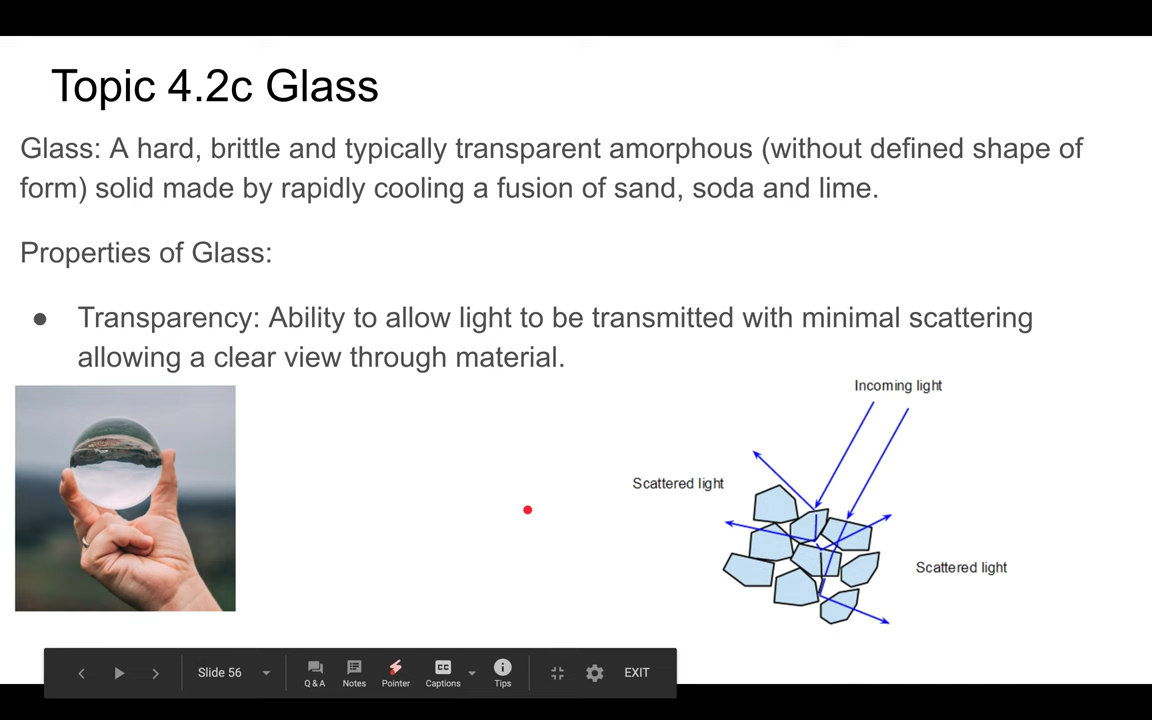 Topic 4.2c Glass
Glass: A hard, brittle and typically transparent amorphous (without defined shape of
form) solid made by rapidly cooling a fusion of sand, soda and lime.
Properties of Glass:
● Transparency: Ability to allow light to be transmitted with minimal scattering
allowing a clear view through material.
Incoming light
Scattered light
Scattered light
Slide 56
Q & A
Notes
Pointer
CC
Captions
Tips
EXIT